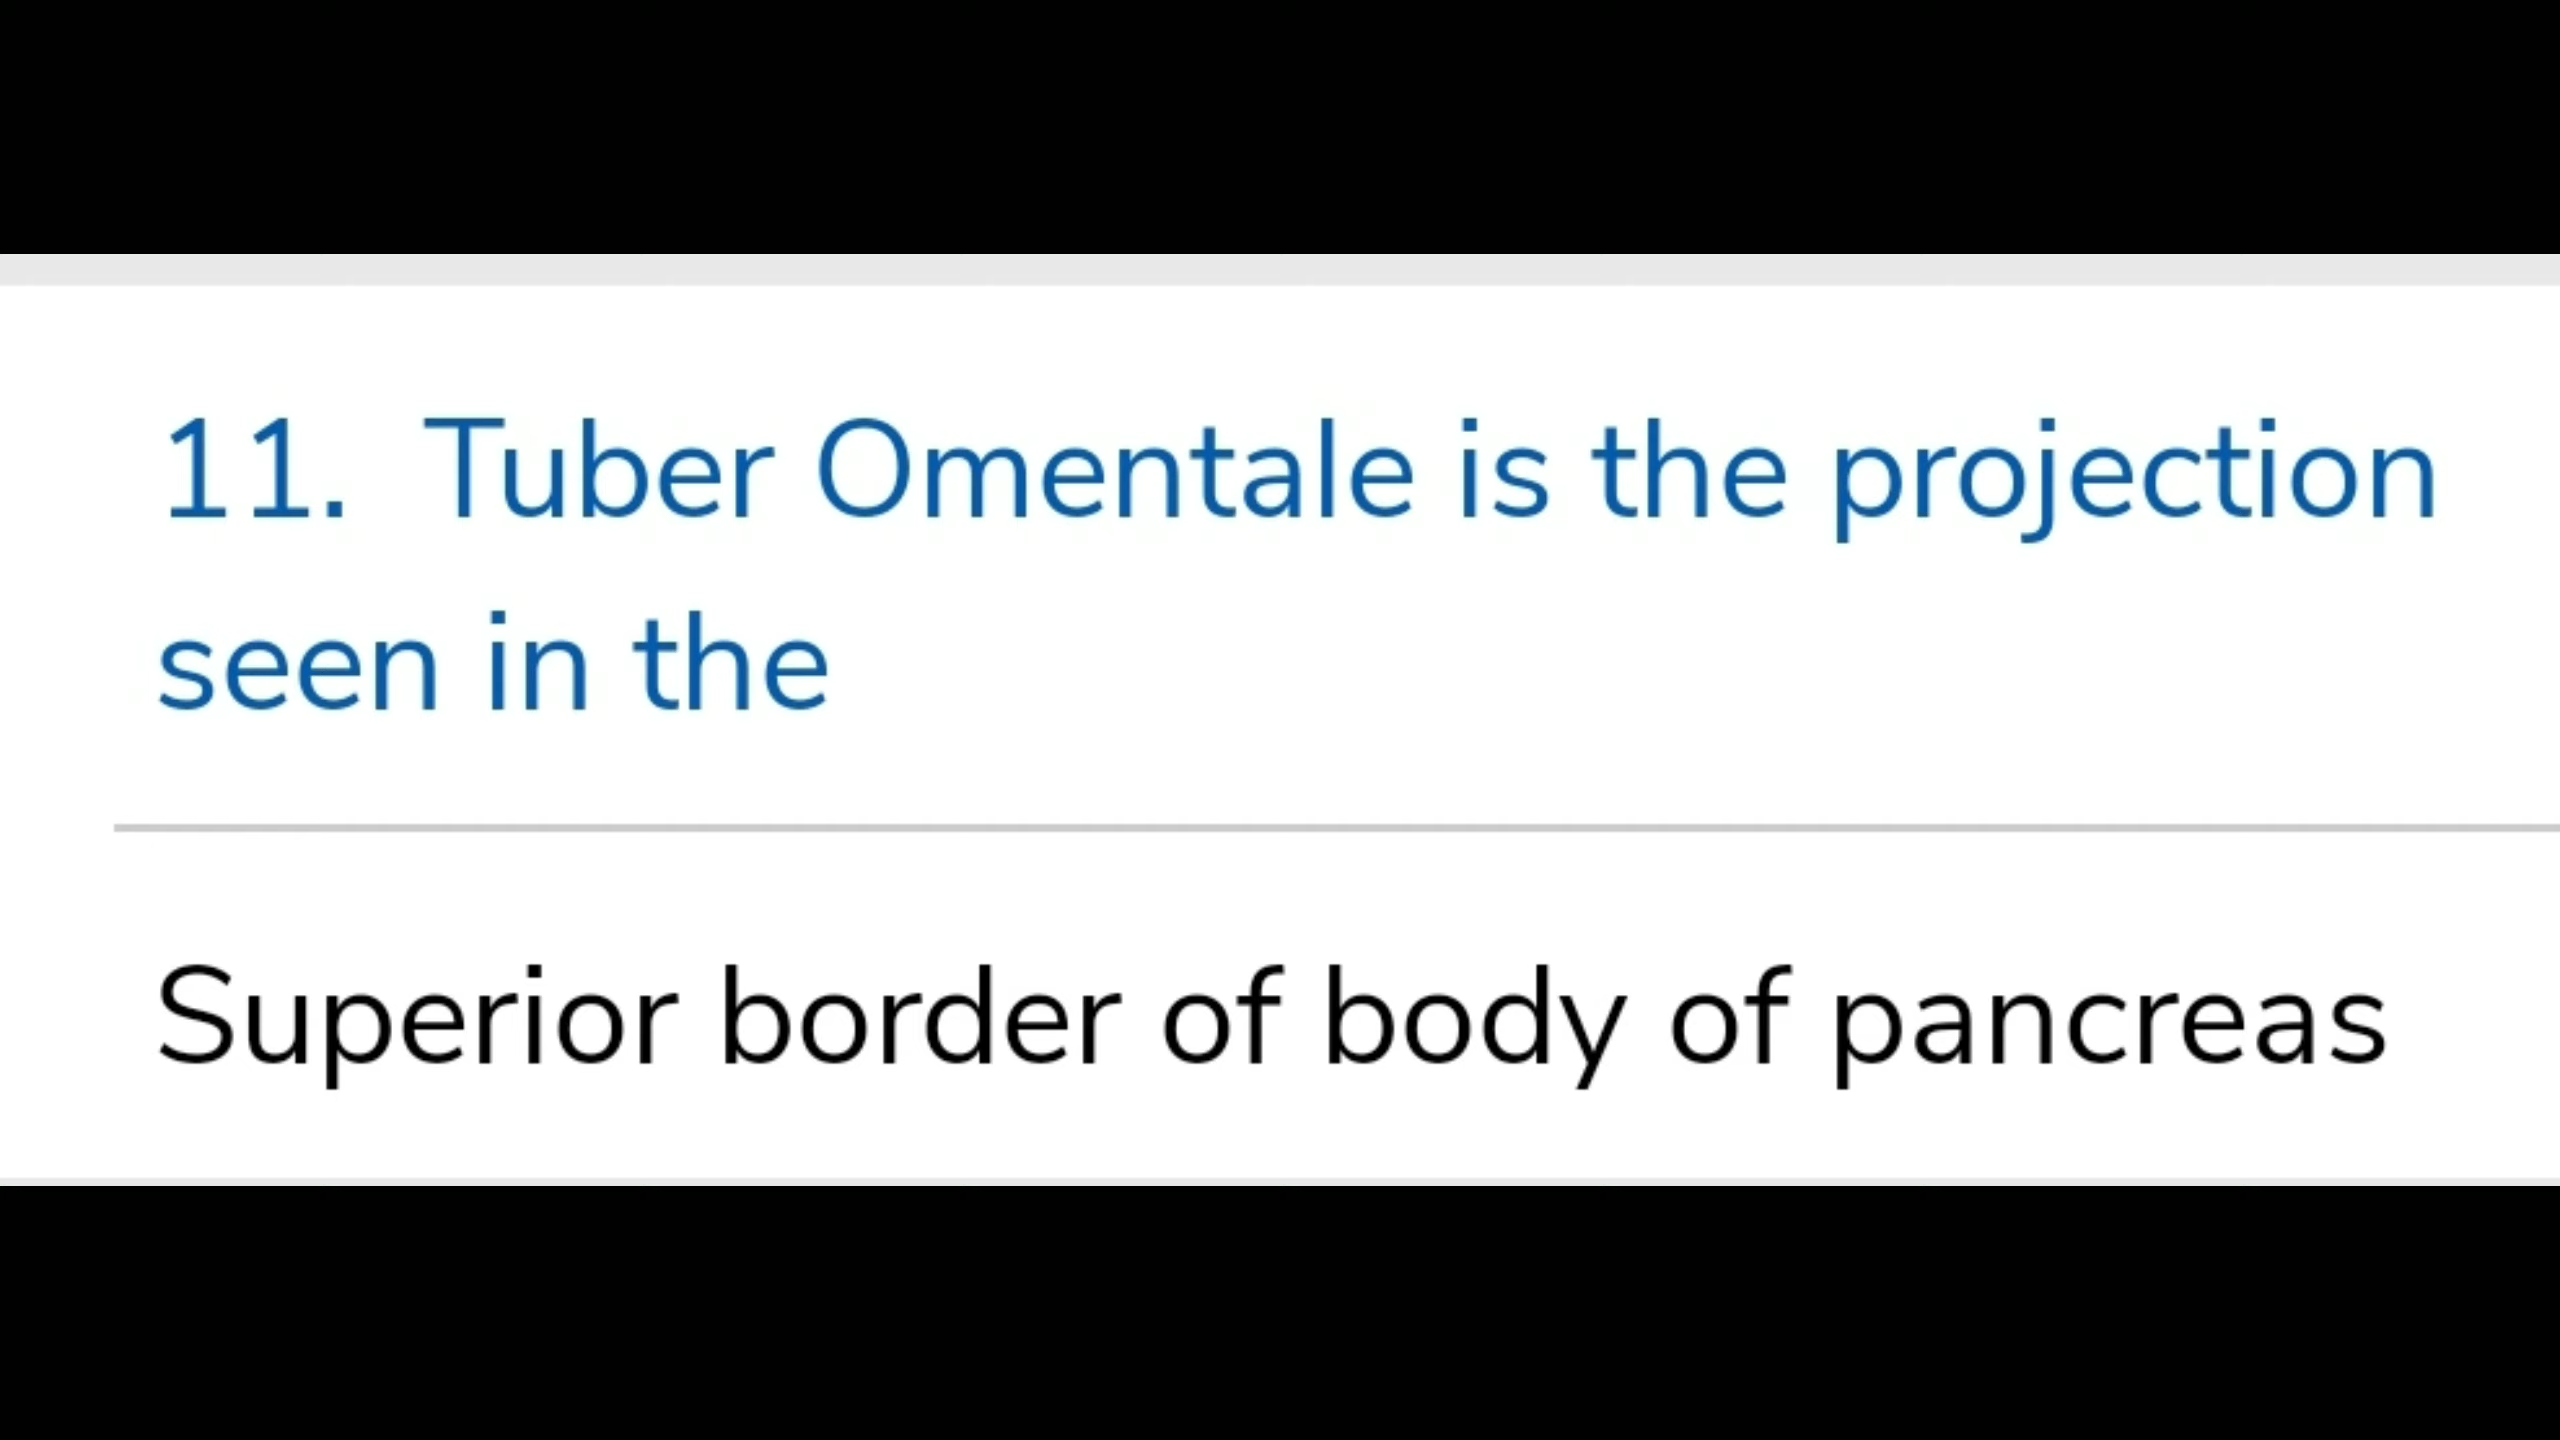 11. Tuber Omentale is the projection
seen in the
Superior border of body of pancreas